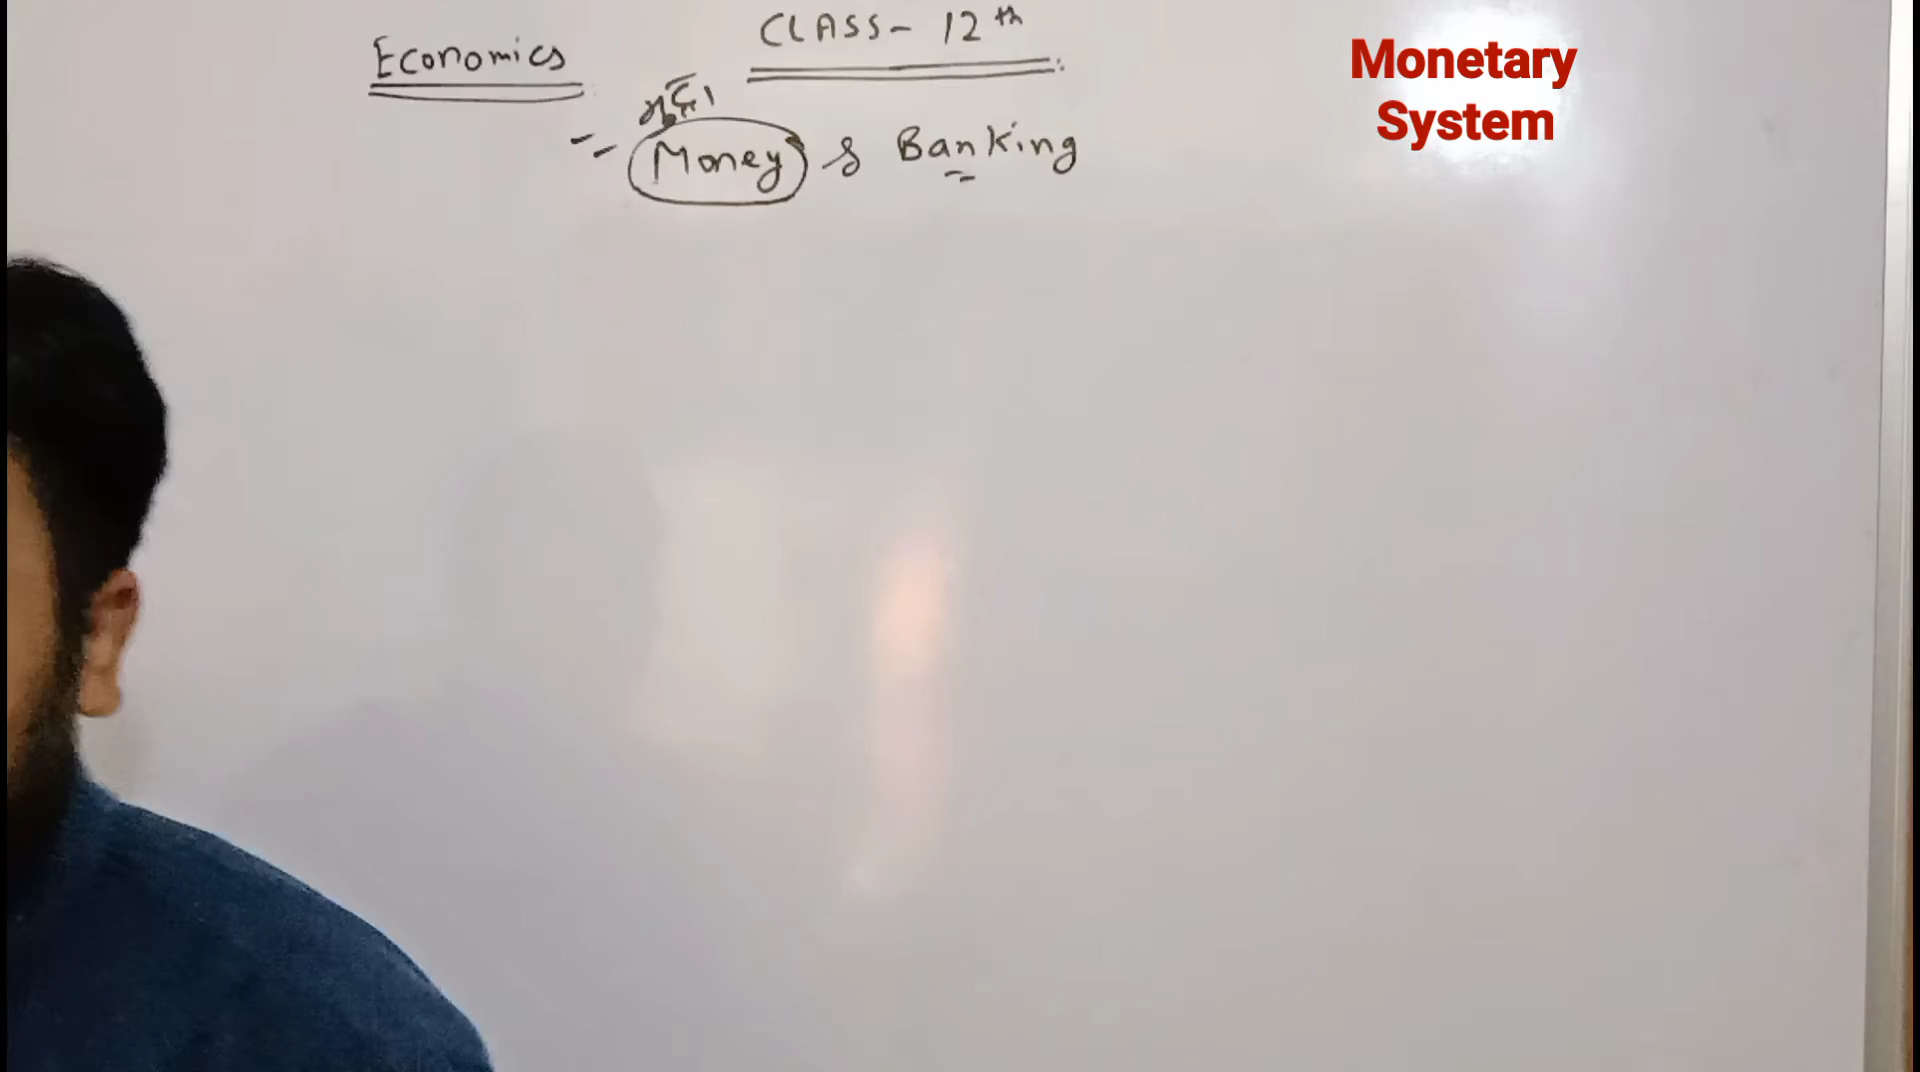 Economics
CLASS - 12th
मुद्रा
Money & Banking
Monetary
System